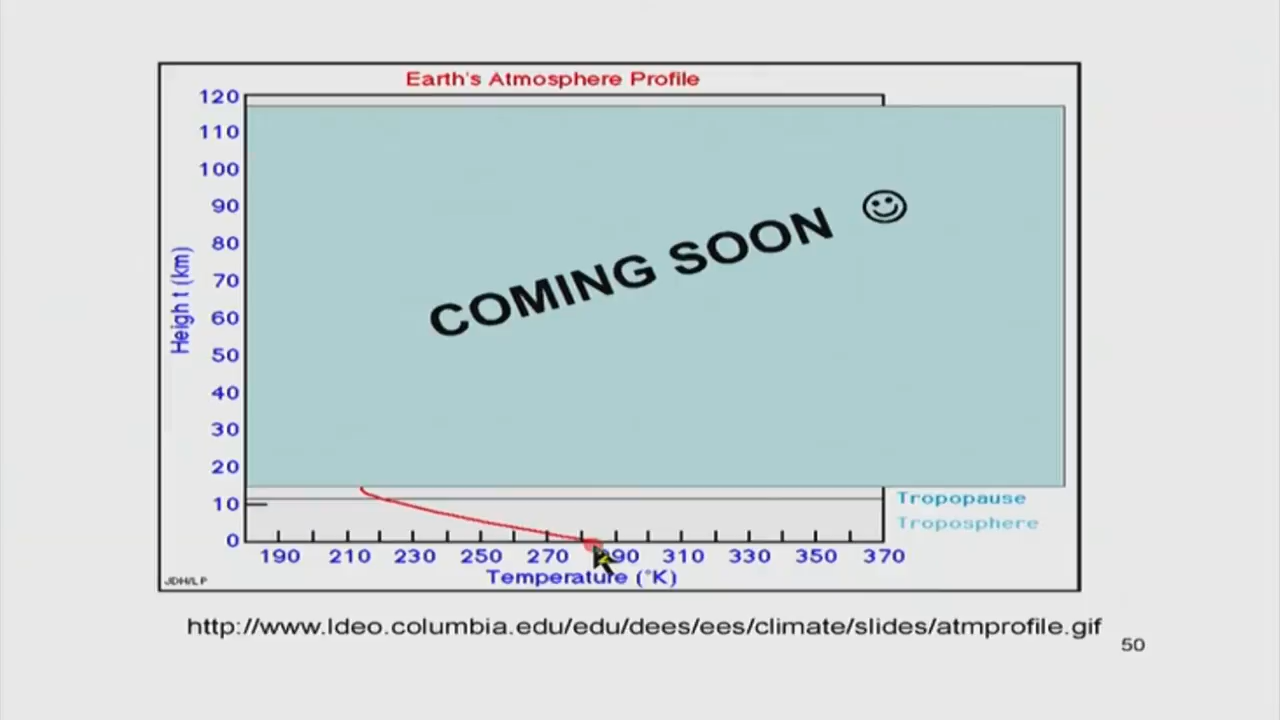 Earth's Atmosphere Profile
120
110
100
90
80
70
60
50
40
30
20
10
0
Height (km)
COMING SOON
Tropopause
Troposphere
190 210 230 250 270 290 310 330 350 370
Temperature (°K)
JDH/LP
http://www.ldeo.columbia.edu/edu/dees/ees/climate/slides/atmprofile.gif
50